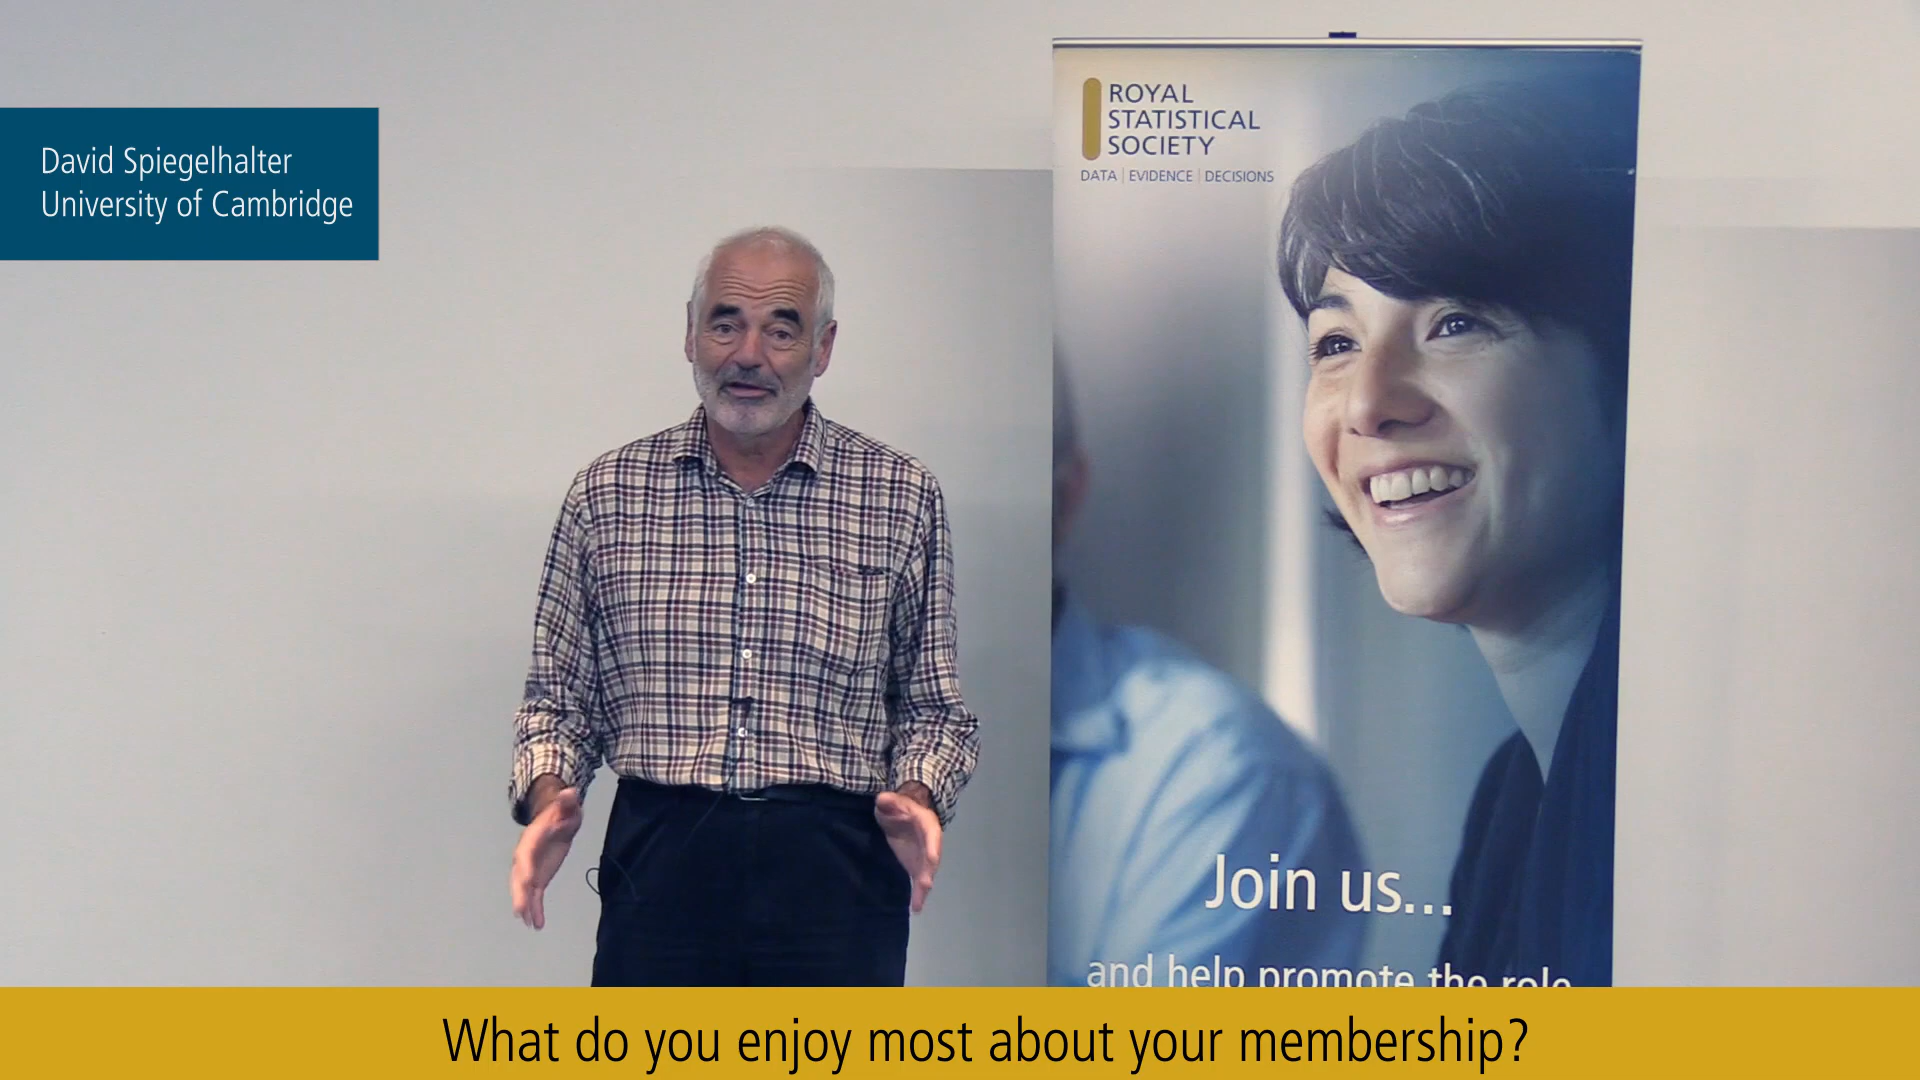 David Spiegelhalter
University of Cambridge
ROYAL
STATISTICAL
SOCIETY
DATA | EVIDENCE | DECISIONS
Join us...
and help promote the role
What do you enjoy most about your membership?